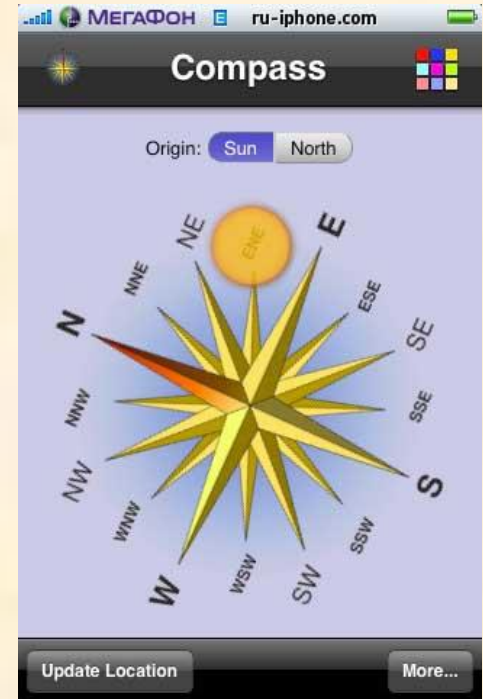 МЕГАФОН E ru-iphone.com
Compass
Origin: Sun North
NE ENE E
NNE ESE
N SE
NNW SSE
NW S
WNW SSW
W WSW SW
Update Location More...